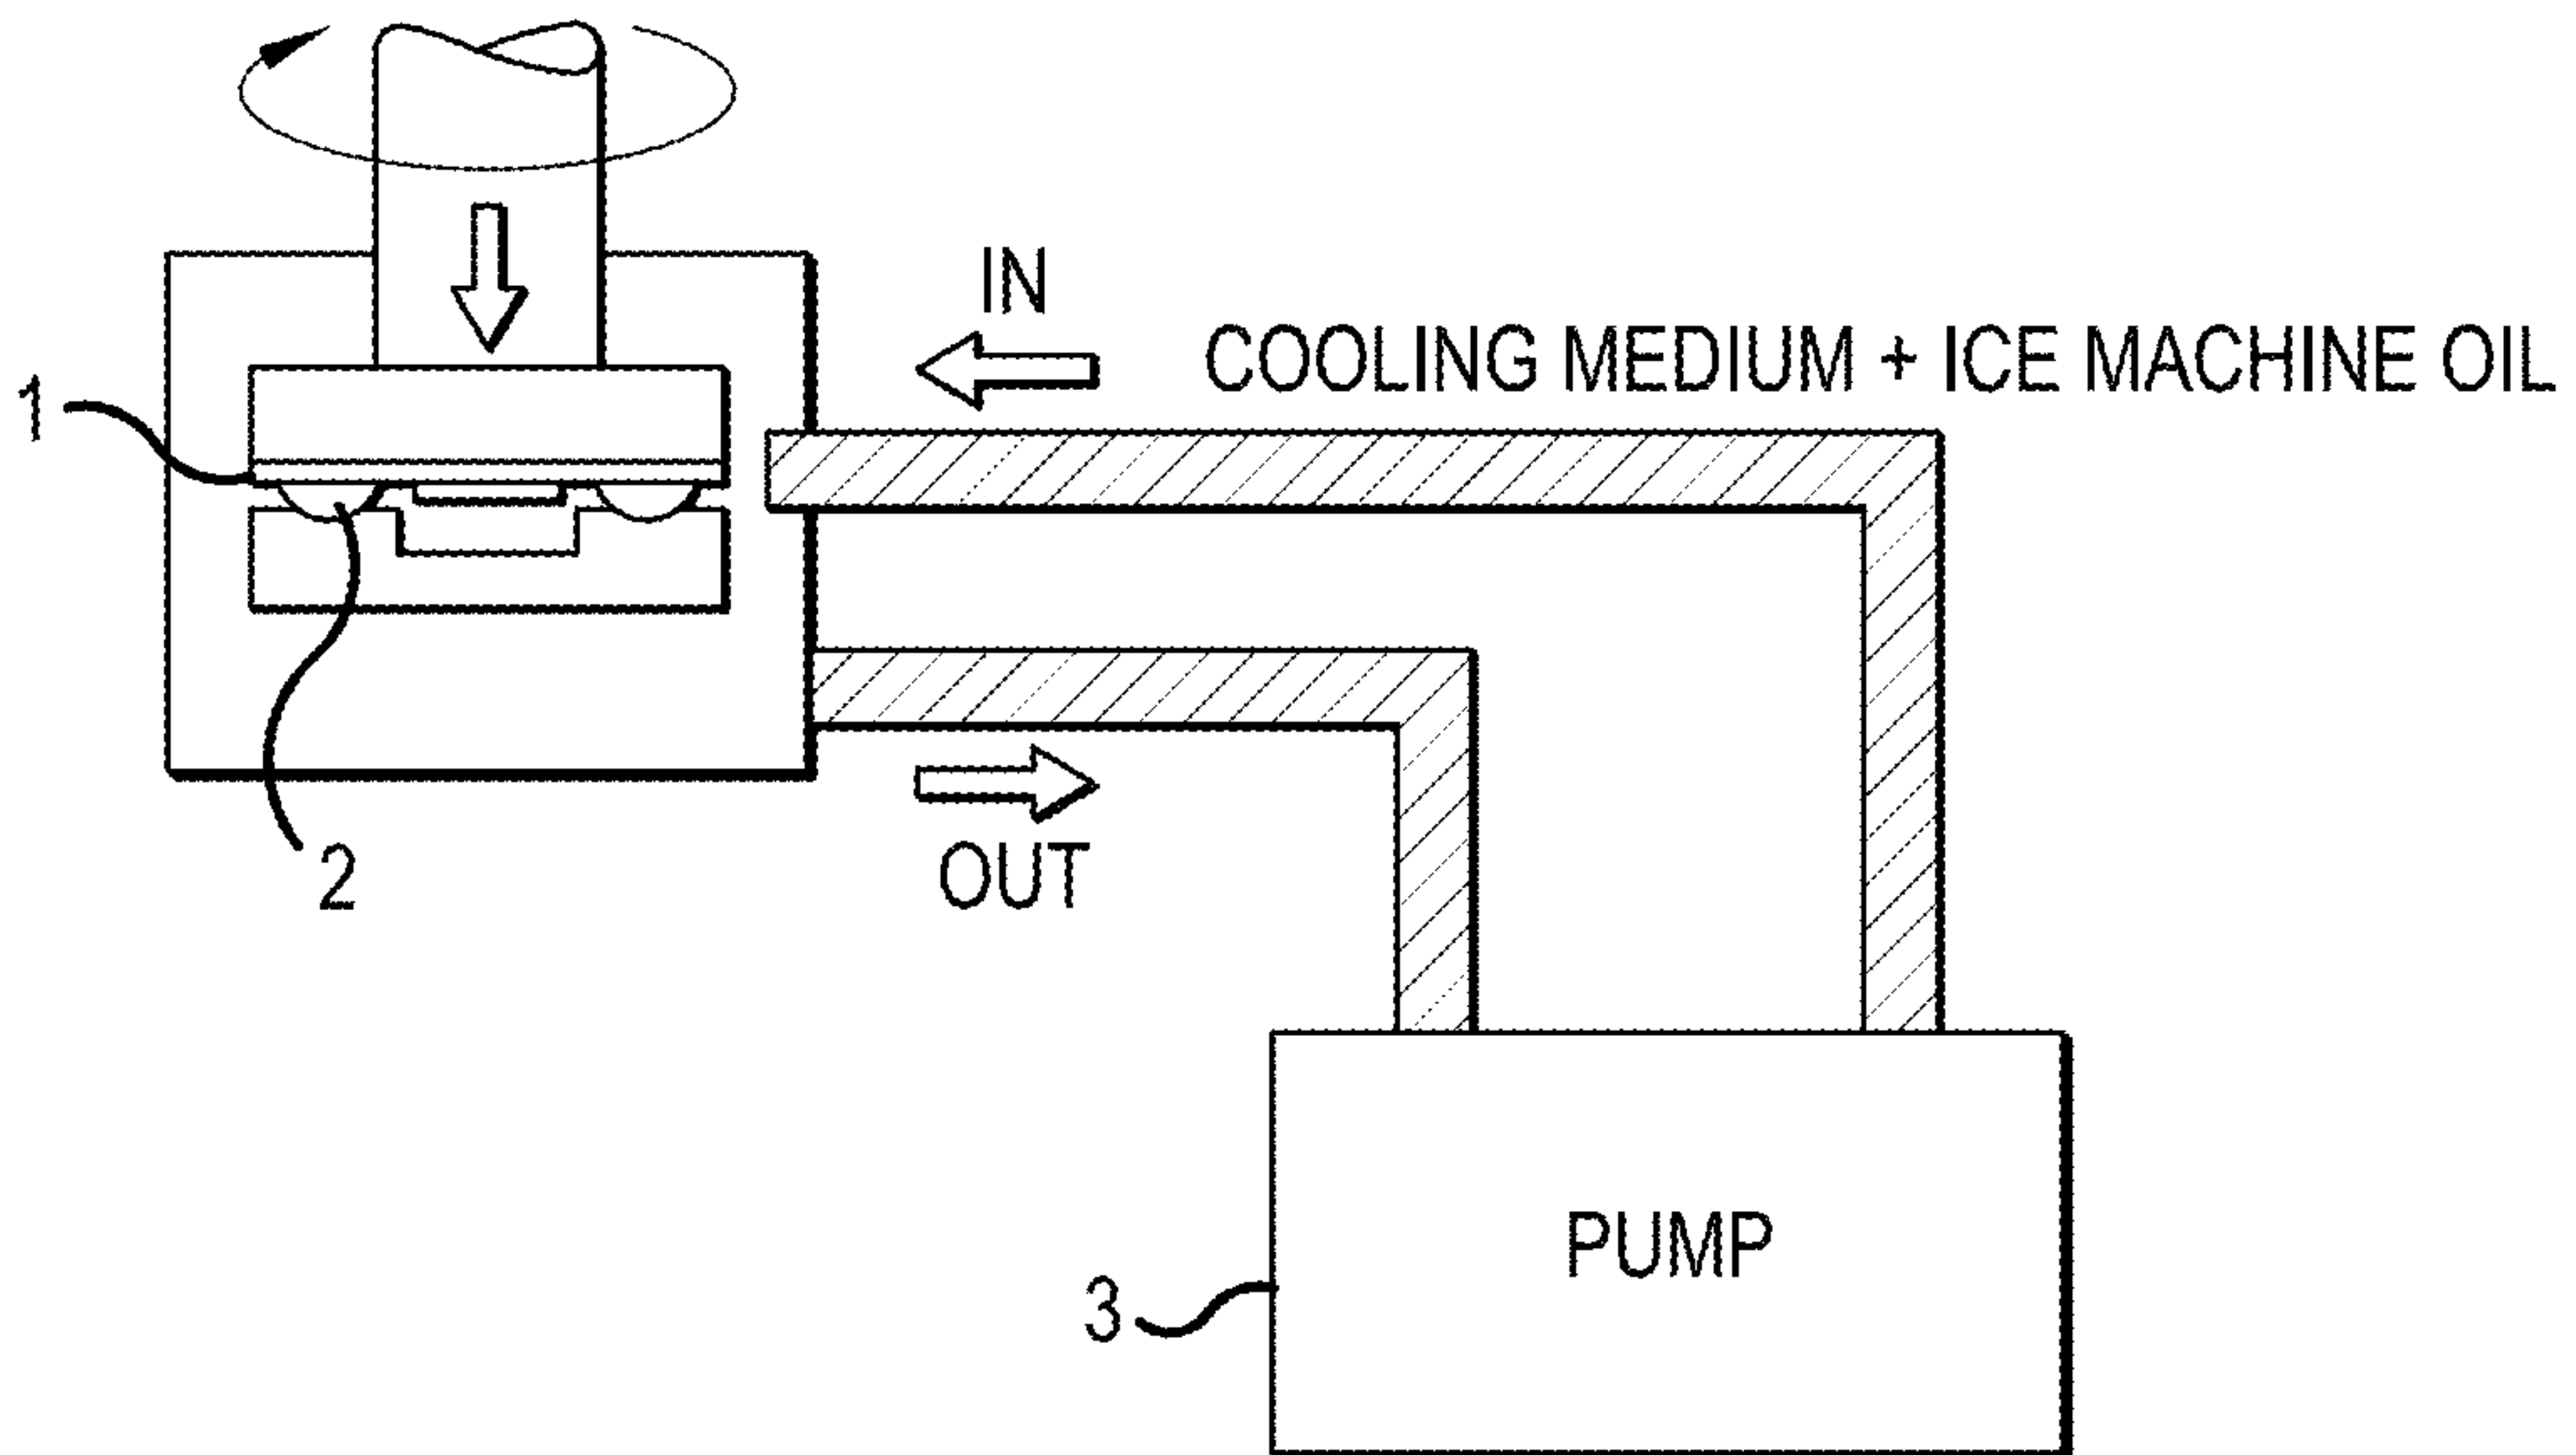 IN
COOLING MEDIUM + ICE MACHINE OIL
1
2
OUT
PUMP
3